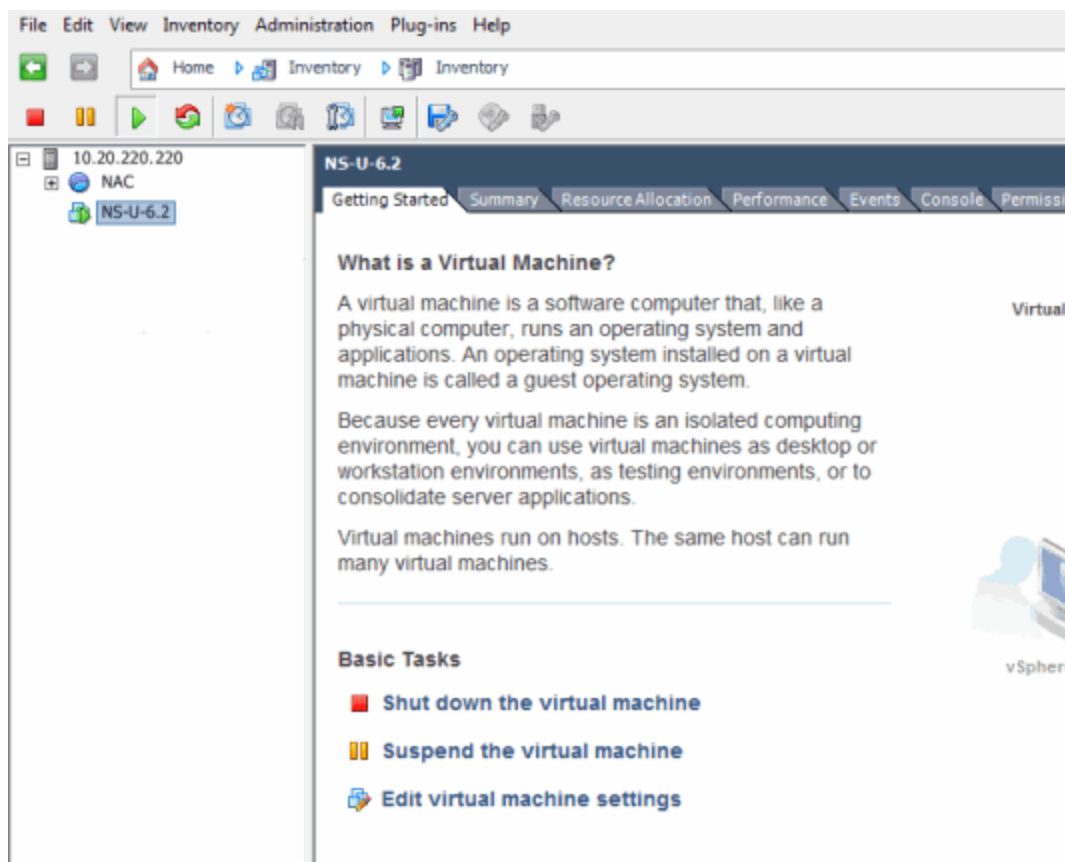 File Edit View Inventory Administration Plug-ins Help
Home Inventory Inventory
10.20.220.220
NAC
NS-U-6.2
NS-U-6.2
Getting Started Summary Resource Allocation Performance Events Console Permissi
What is a Virtual Machine?
A virtual machine is a software computer that, like a
physical computer, runs an operating system and
applications. An operating system installed on a virtual
machine is called a guest operating system.
Because every virtual machine is an isolated computing
environment, you can use virtual machines as desktop or
workstation environments, as testing environments, or to
consolidate server applications.
Virtual machines run on hosts. The same host can run
many virtual machines.
Virtual
vSpher
Basic Tasks
Shut down the virtual machine
Suspend the virtual machine
Edit virtual machine settings